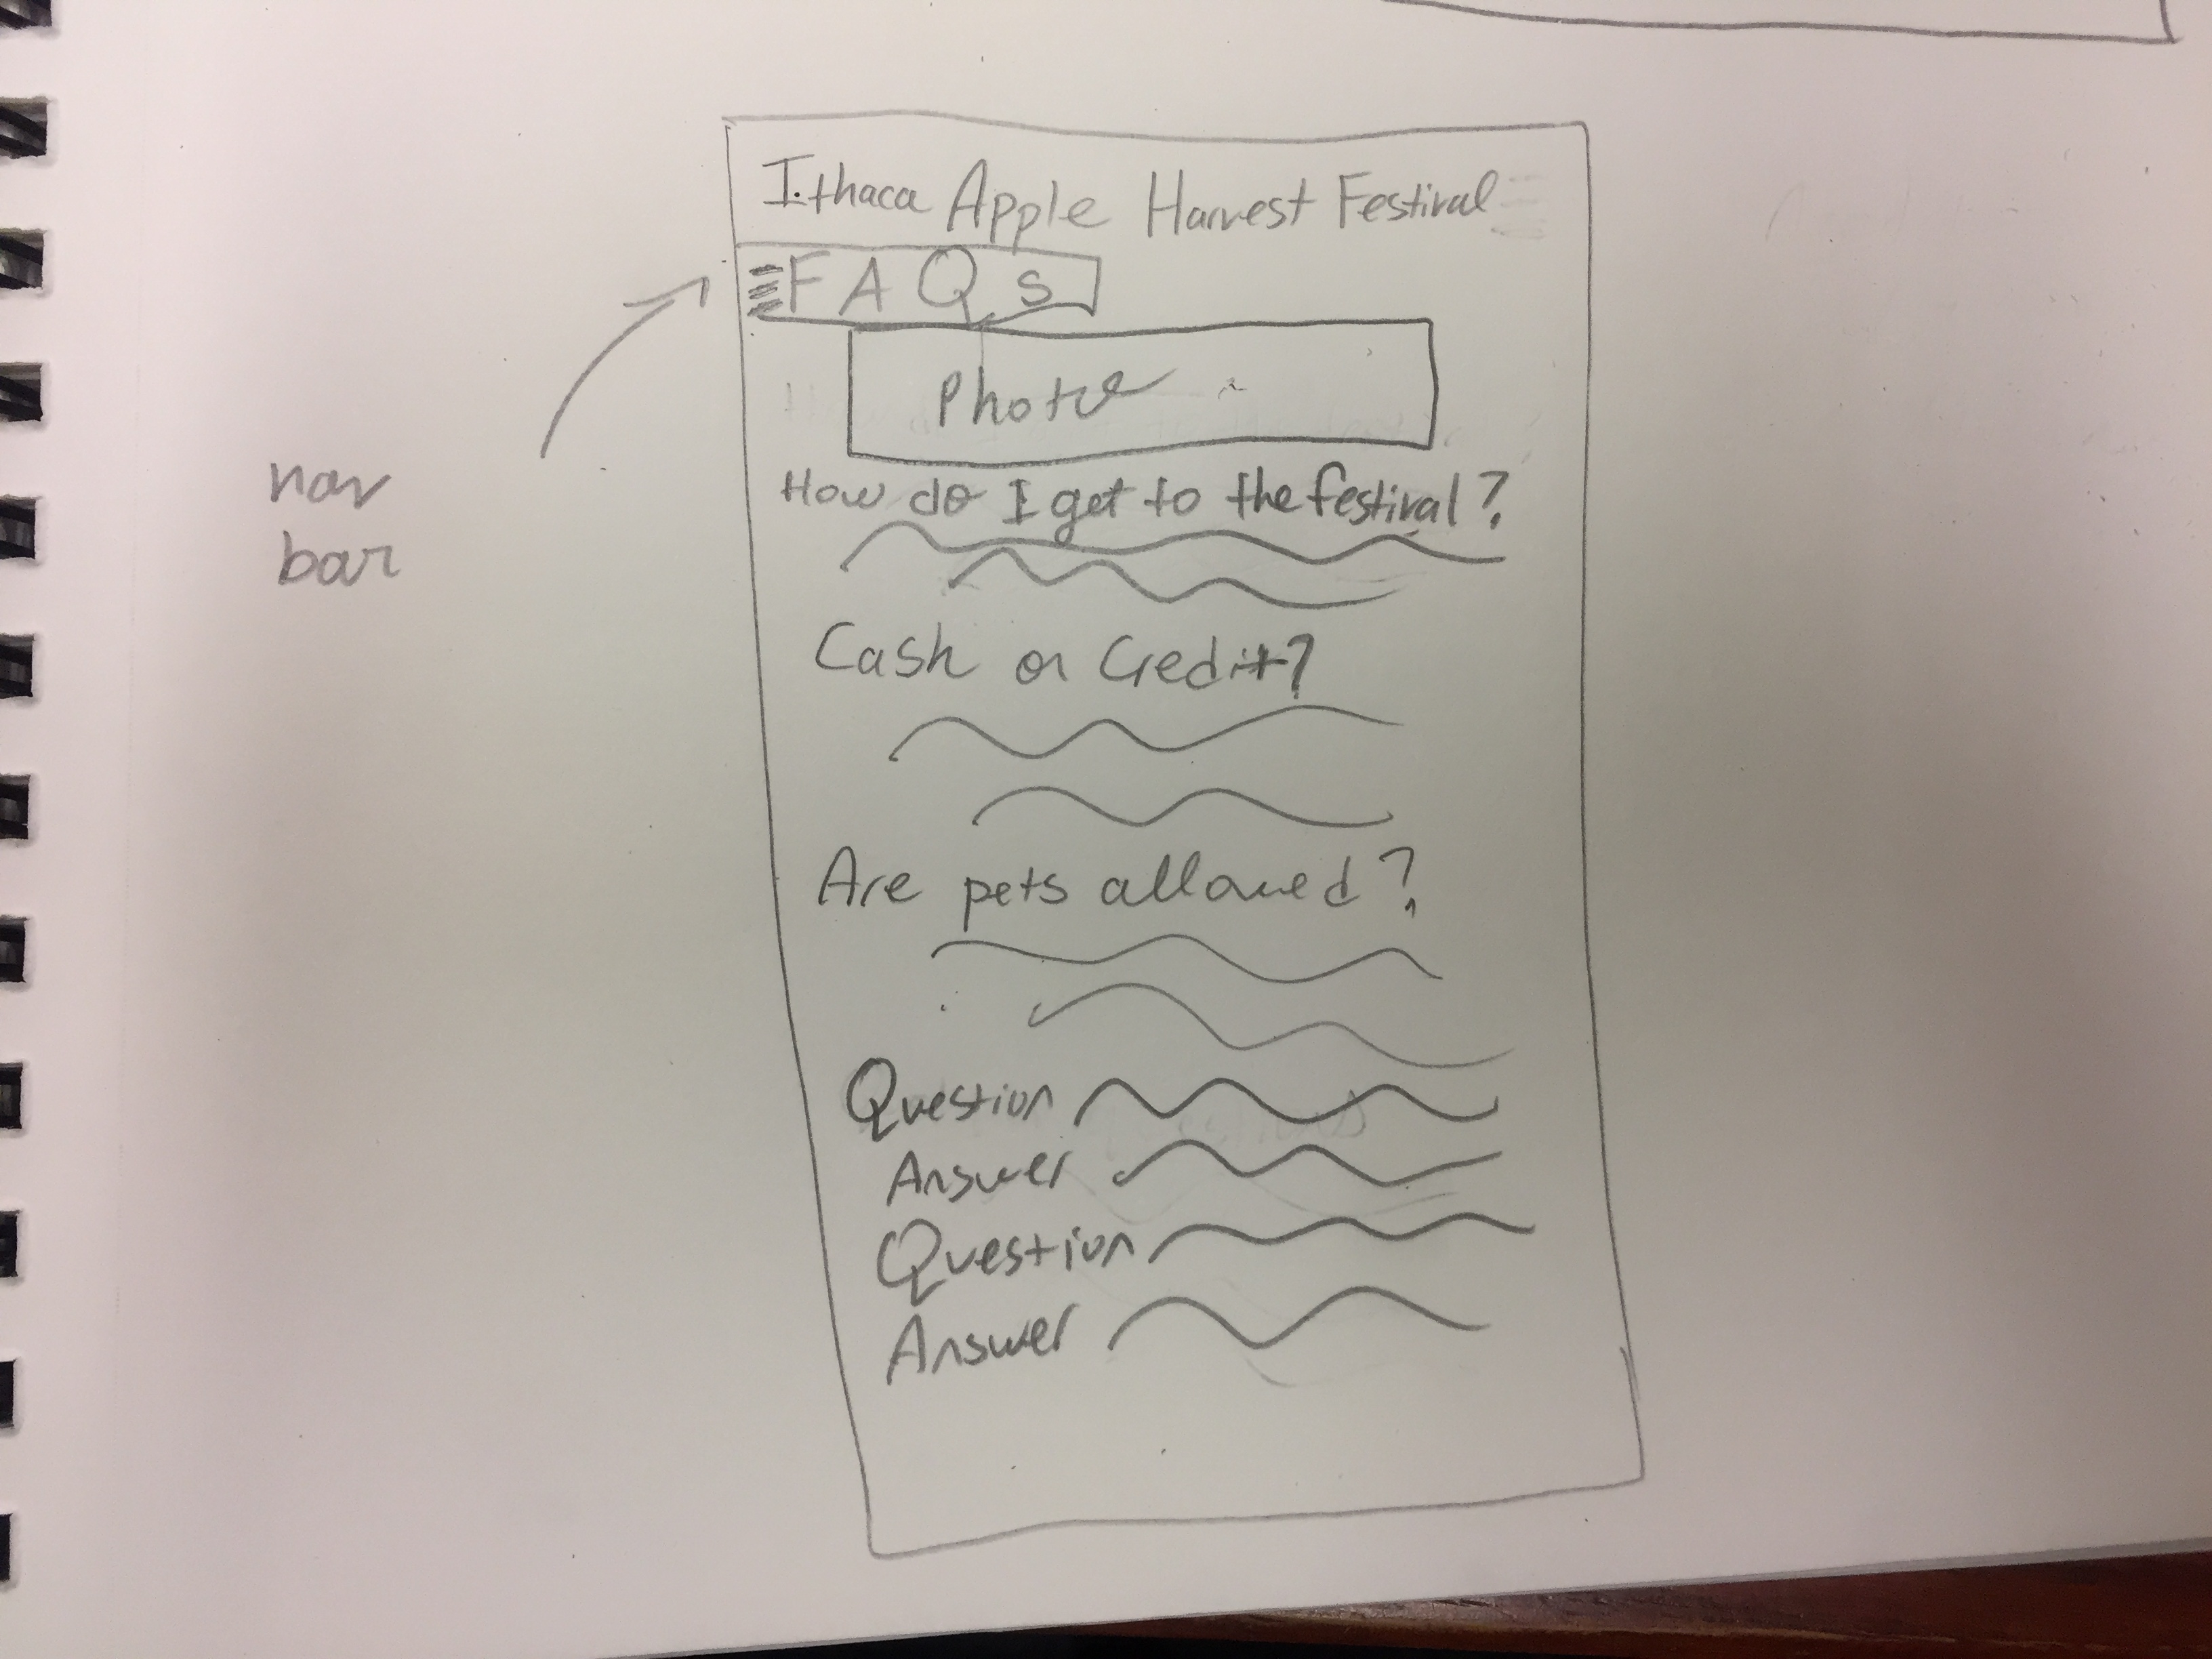 Ithaca Apple Harvest Festival
FAQs
Photo
nav
bar
How do I get to the festival?
Cash or Credit?
Are pets allowed?
Question
Answer
Question
Answer